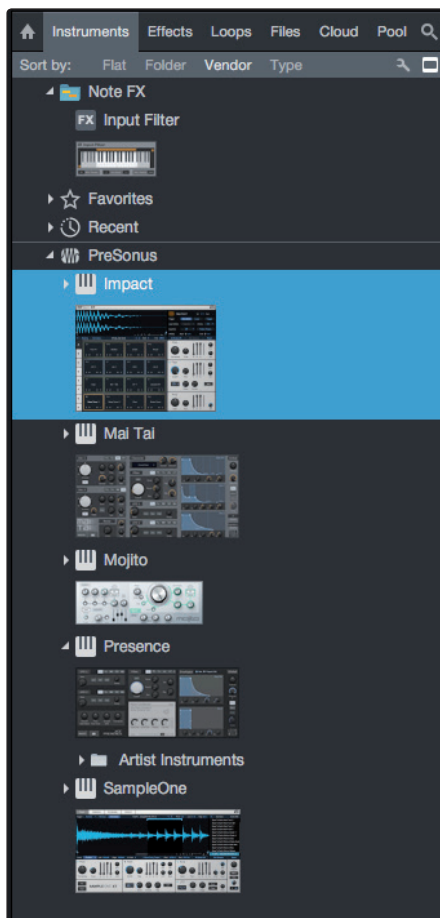 Instruments Effects Loops Files Cloud Pool
Sort by: Flat Folder Vendor Type
Note FX
FX Input Filter
Favorites
Recent
PreSonus
Impact
Mai Tai
Mojito
Presence
Artist Instruments
SampleOne